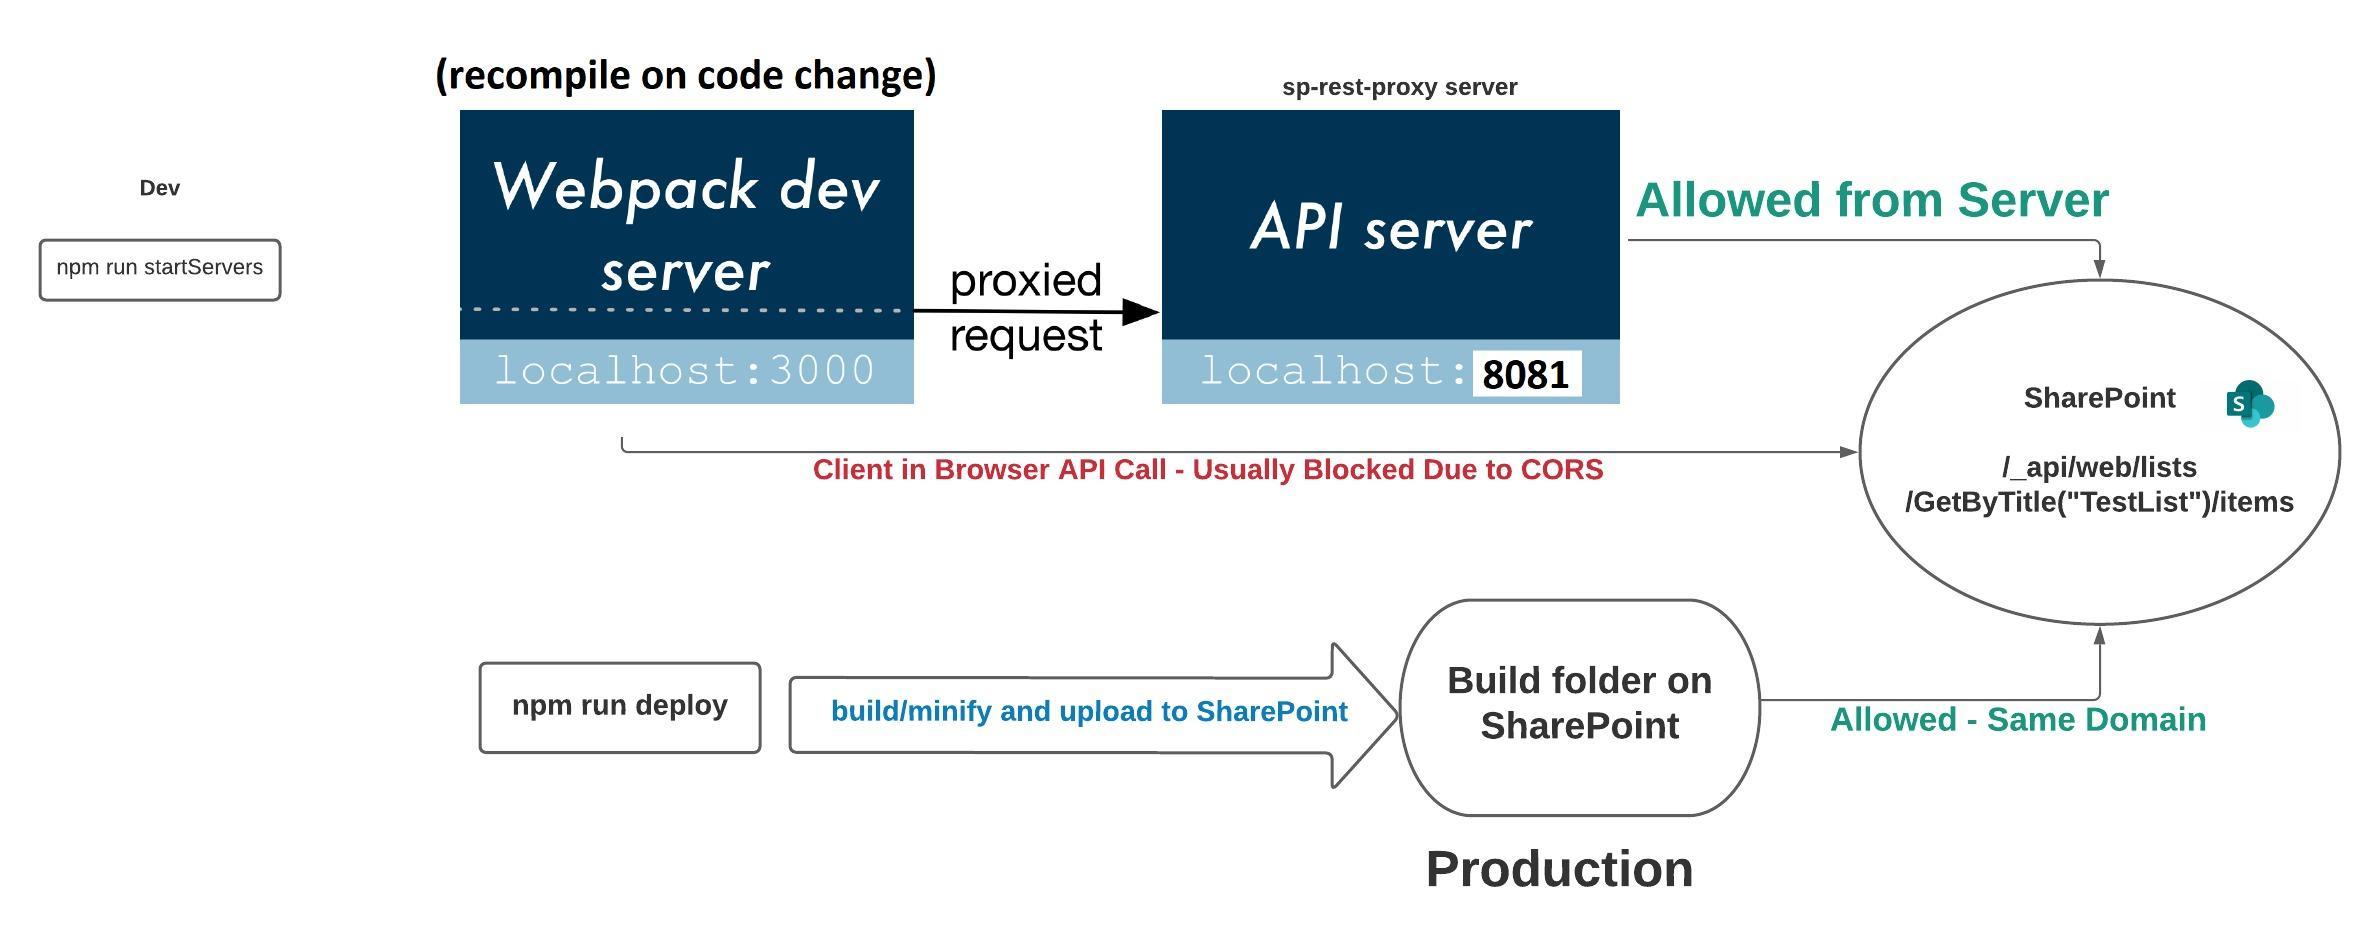 (recompile on code change)
sp-rest-proxy server
Dev
npm run startServers
Webpack dev
server
localhost:3000
proxied
request
API server
localhost: 8081
Allowed from Server
Client in Browser API Call - Usually Blocked Due to CORS
SharePoint
S
/_api/web/lists
/GetByTitle("TestList")/items
npm run deploy
build/minify and upload to SharePoint
Build folder on
SharePoint
Allowed - Same Domain
Production